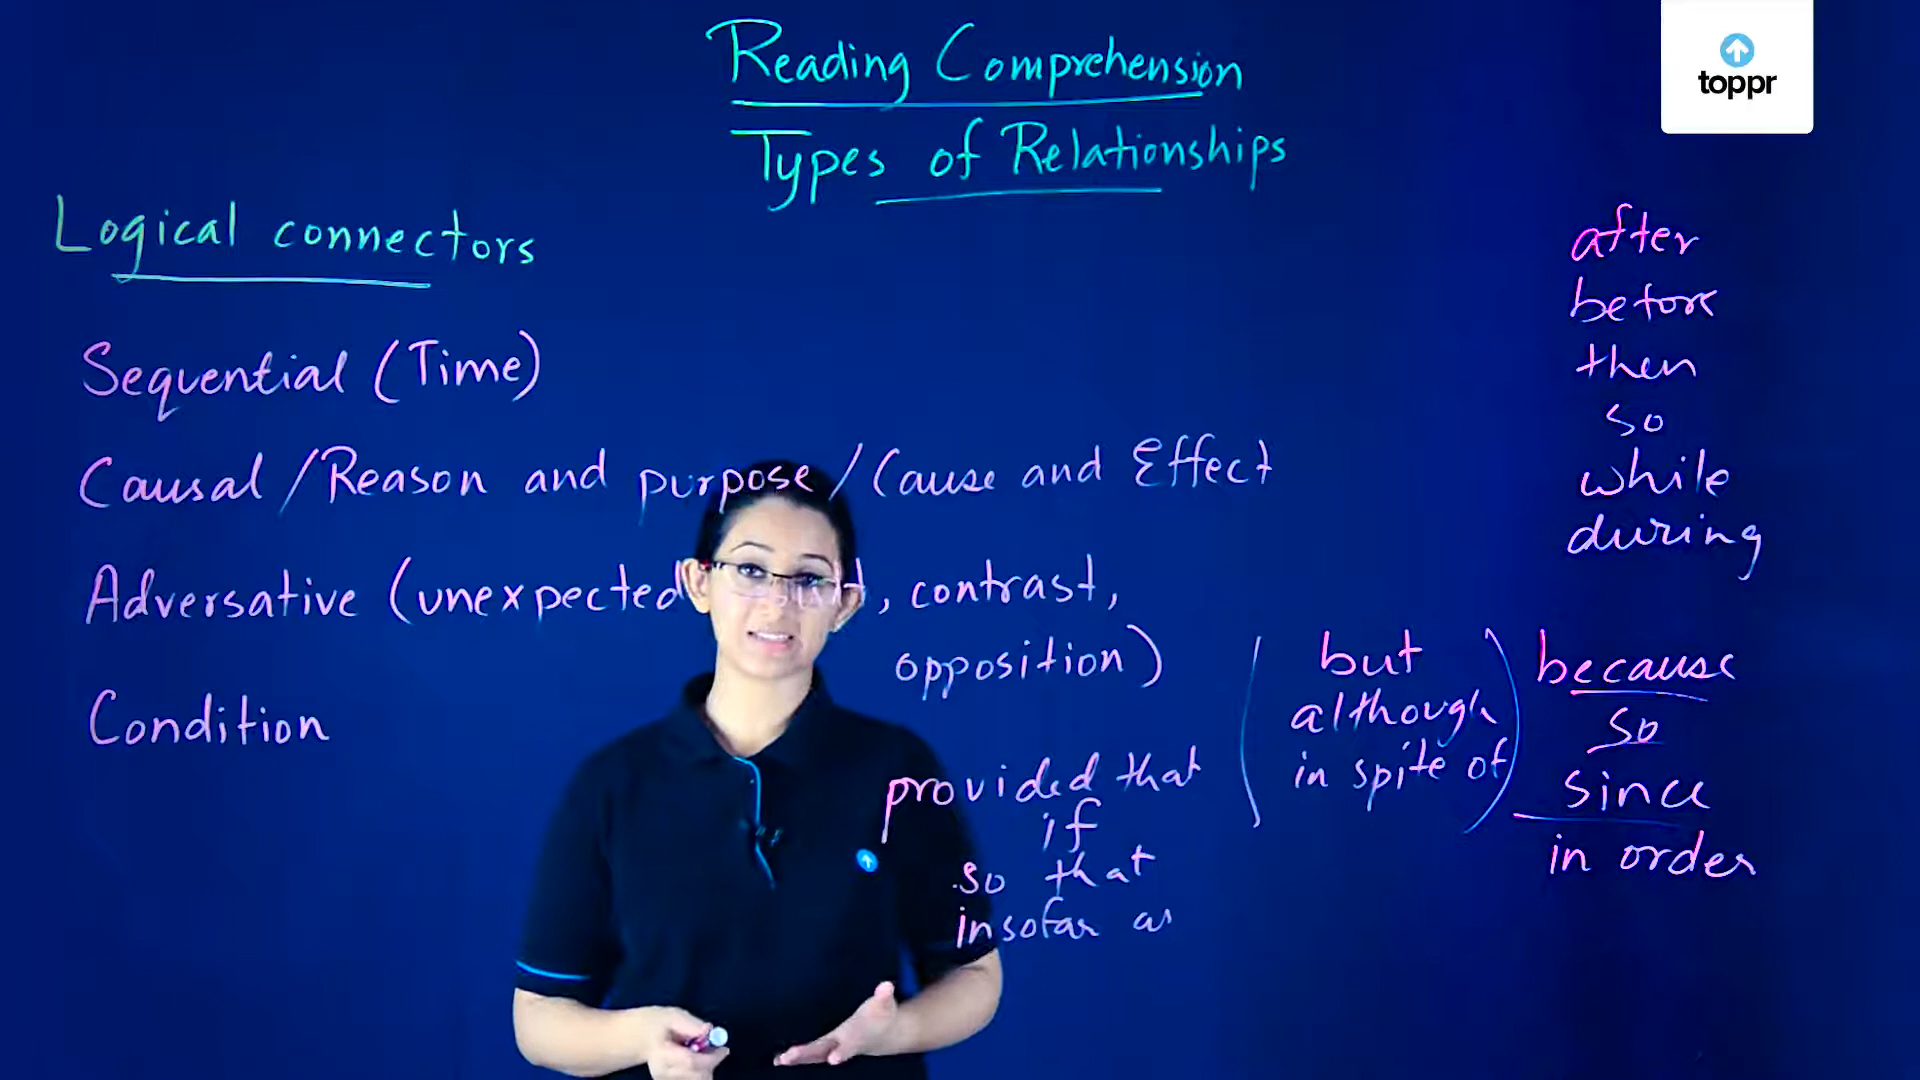 Reading Comprehension
Types of Relationships
toppr
Logical connectors
Sequential (Time)
Causal / Reason and purpose / Cause and Effect
Adversative (unexpected , contrast,
opposition)
Condition
after
before
then
so
while
during
but
although
in spite of
because
so
since
in order
provided that
if
so that
insofar as